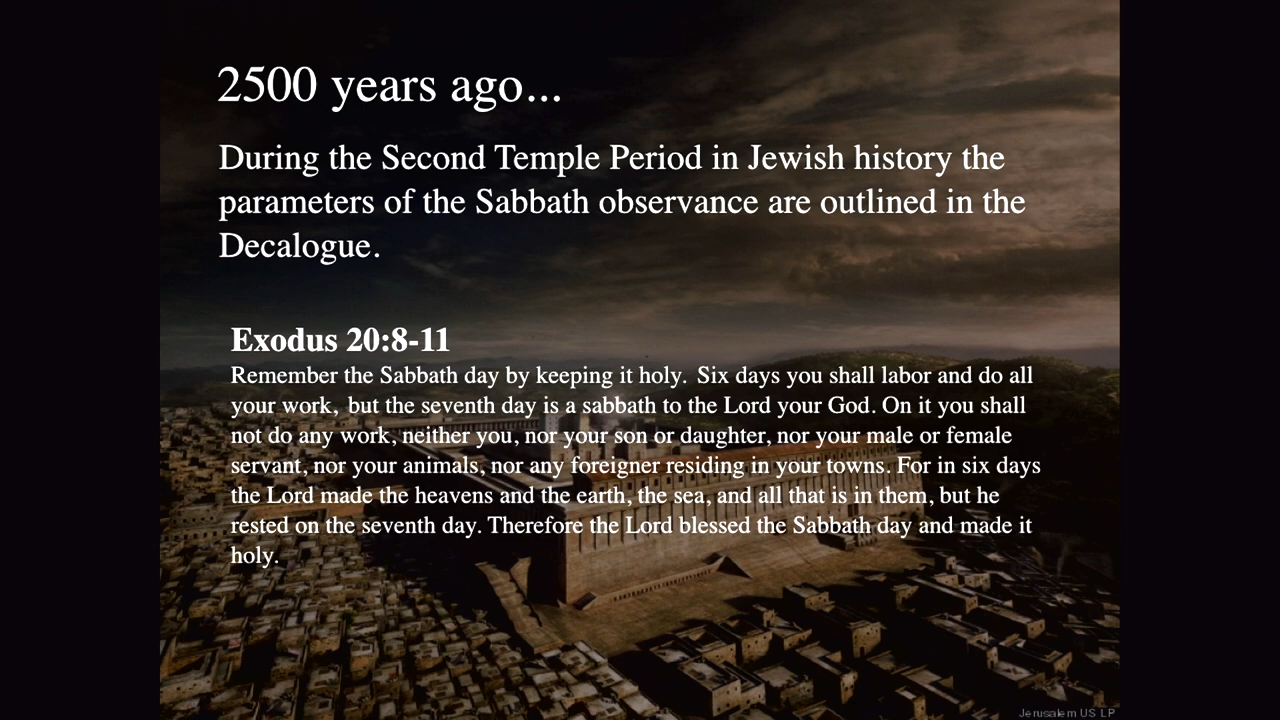 2500 years ago...
During the Second Temple Period in Jewish history the
parameters of the Sabbath observance are outlined in the
Decalogue.
Exodus 20:8-11
Remember the Sabbath day by keeping it holy. Six days you shall labor and do all
your work, but the seventh day is a sabbath to the Lord your God. On it you shall
not do any work, neither you, nor your son or daughter, nor your male or female
servant, nor your animals, nor any foreigner residing in your towns. For in six days
the Lord made the heavens and the earth, the sea, and all that is in them, but he
rested on the seventh day. Therefore the Lord blessed the Sabbath day and made it
holy.
Jerusalem US LP